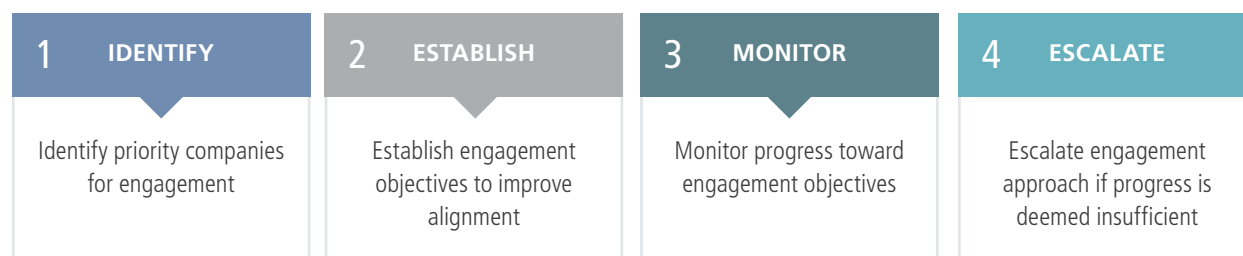 1 IDENTIFY
Identify priority companies
for engagement
2 ESTABLISH
Establish engagement
objectives to improve
alignment
3 MONITOR
Monitor progress toward
engagement objectives
4 ESCALATE
Escalate engagement
approach if progress is
deemed insufficient